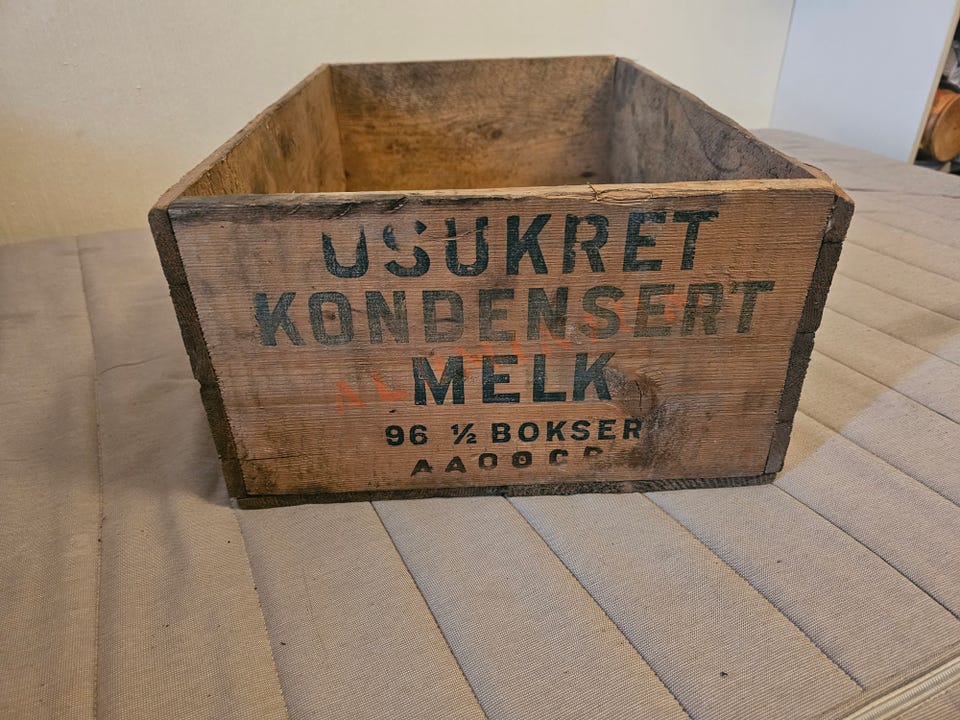 USUKRET
KONDENSERT
MELK
96 ½ BOKSER